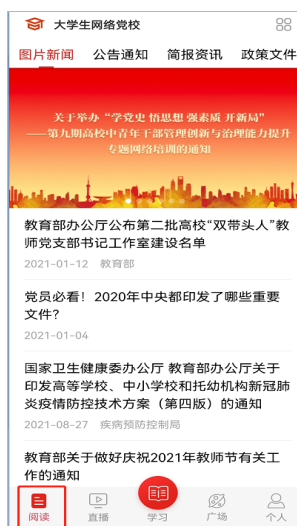 大学生网络党校
图片新闻 公告通知 简报资讯 政策文件
关于举办“学党史 悟思想 强素质 开新局”
——第九期高校中青年干部管理创新与治理能力提升
专题网络培训的通知
教育部办公厅公布第二批高校“双带头人”教
师党支部书记工作室建设名单
2021-01-12 教育部
党员必看！2020年中央都印发了哪些重要
文件？
2021-01-04
国家卫生健康委办公厅 教育部办公厅关于
印发高等学校、中小学校和托幼机构新冠肺
炎疫情防控技术方案（第四版）的通知
2021-08-27 疾病预防控制局
教育部关于做好庆祝2021年教师节有关工
作的通知
阅读 直播 学习 广场 个人